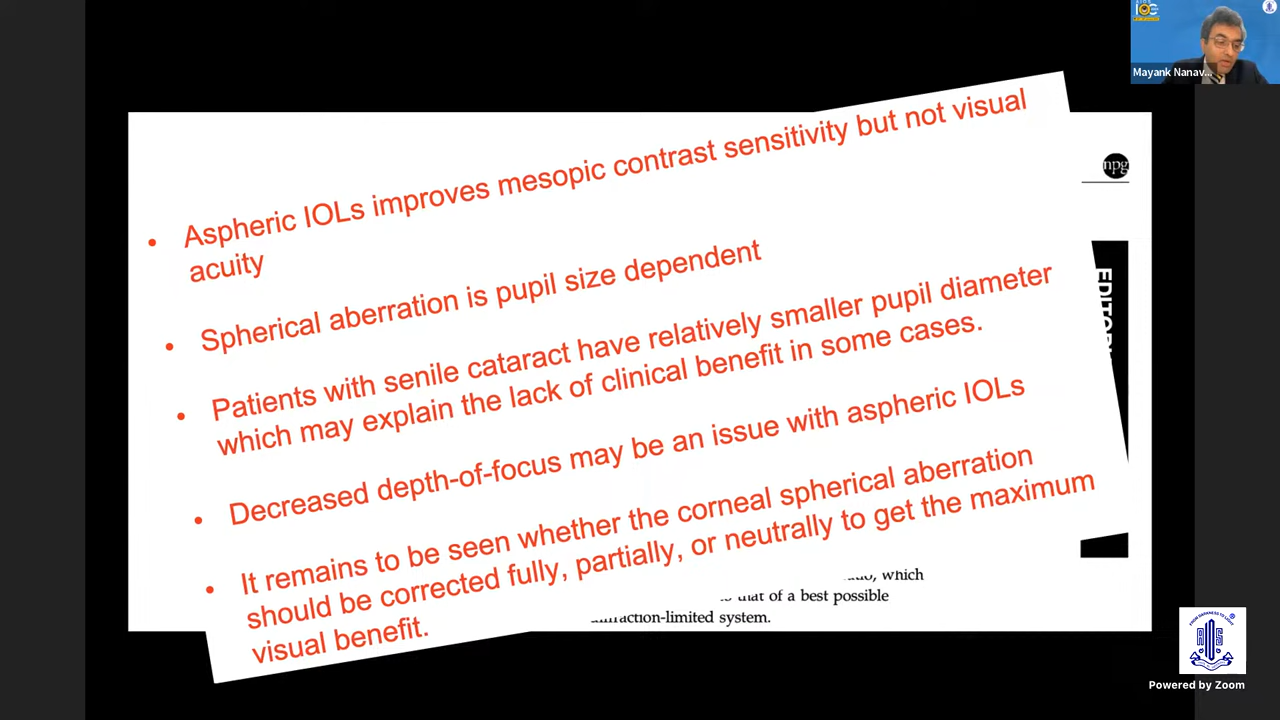 AIOS
IOC
Mayank Nanav...
npg
• Aspheric IOLs improves mesopic contrast sensitivity but not visual
acuity
• Spherical aberration is pupil size dependent
• Patients with senile cataract have relatively smaller pupil diameter
which may explain the lack of clinical benefit in some cases.
• Decreased depth-of-focus may be an issue with aspheric IOLs
• It remains to be seen whether the corneal spherical aberration
should be corrected fully, partially, or neutrally to get the maximum
visual benefit.
which
that of a best possible
system.
Powered by Zoom